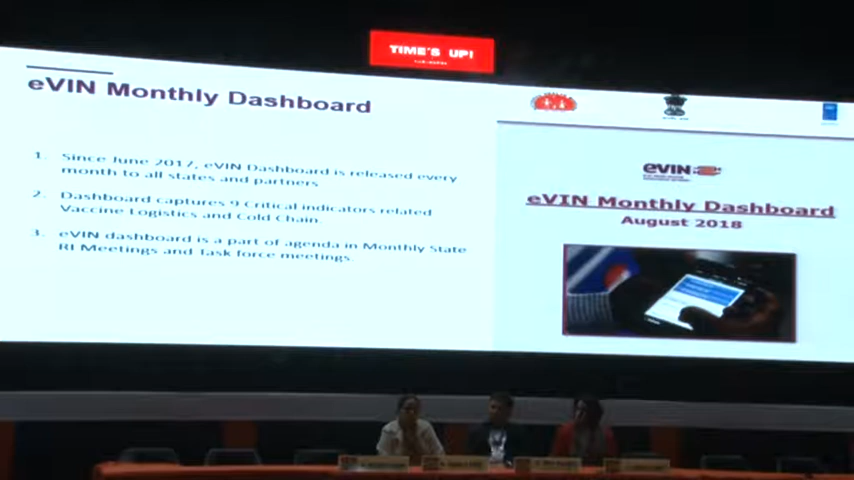 TIME'S UP!
eVIN Monthly Dashboard
1. Since June 2017, eVIN Dashboard is released every
month to all states and partners
2. Dashboard captures 9 Critical indicators related
Vaccine Logistics and Cold Chain
3. eVIN dashboard is a part of agenda in Monthly State
RI Meetings and Task force meetings.
eVIN
eVIN Monthly Dashboard
August 2018